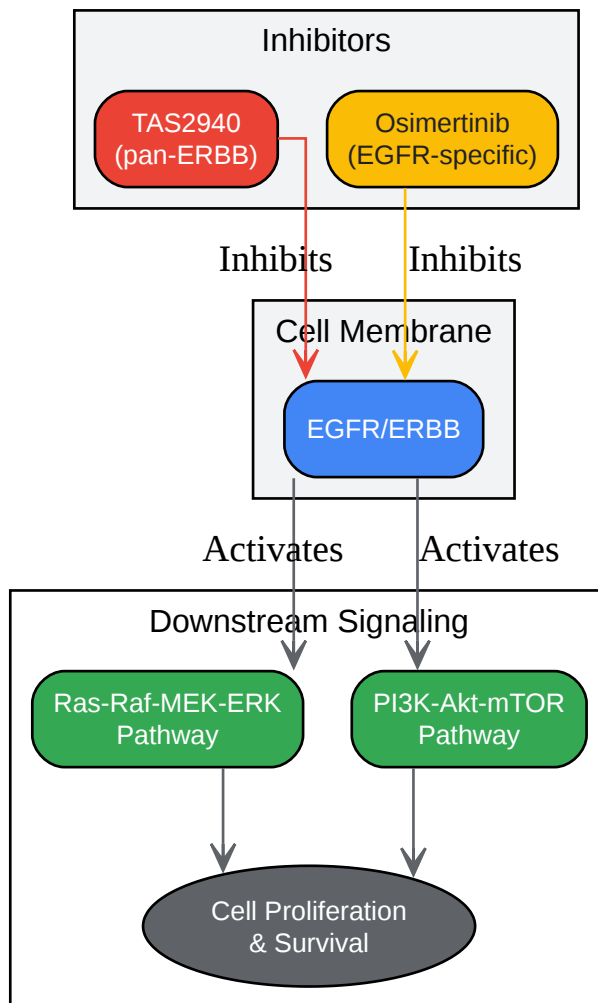 Inhibitors
TAS2940
(pan-ERBB)
Osimertinib
(EGFR-specific)
Inhibits
Inhibits
Cell Membrane
EGFR/ERBB
Activates
Activates
Downstream Signaling
Ras-Raf-MEK-ERK
Pathway
PI3K-Akt-mTOR
Pathway
Cell Proliferation
& Survival